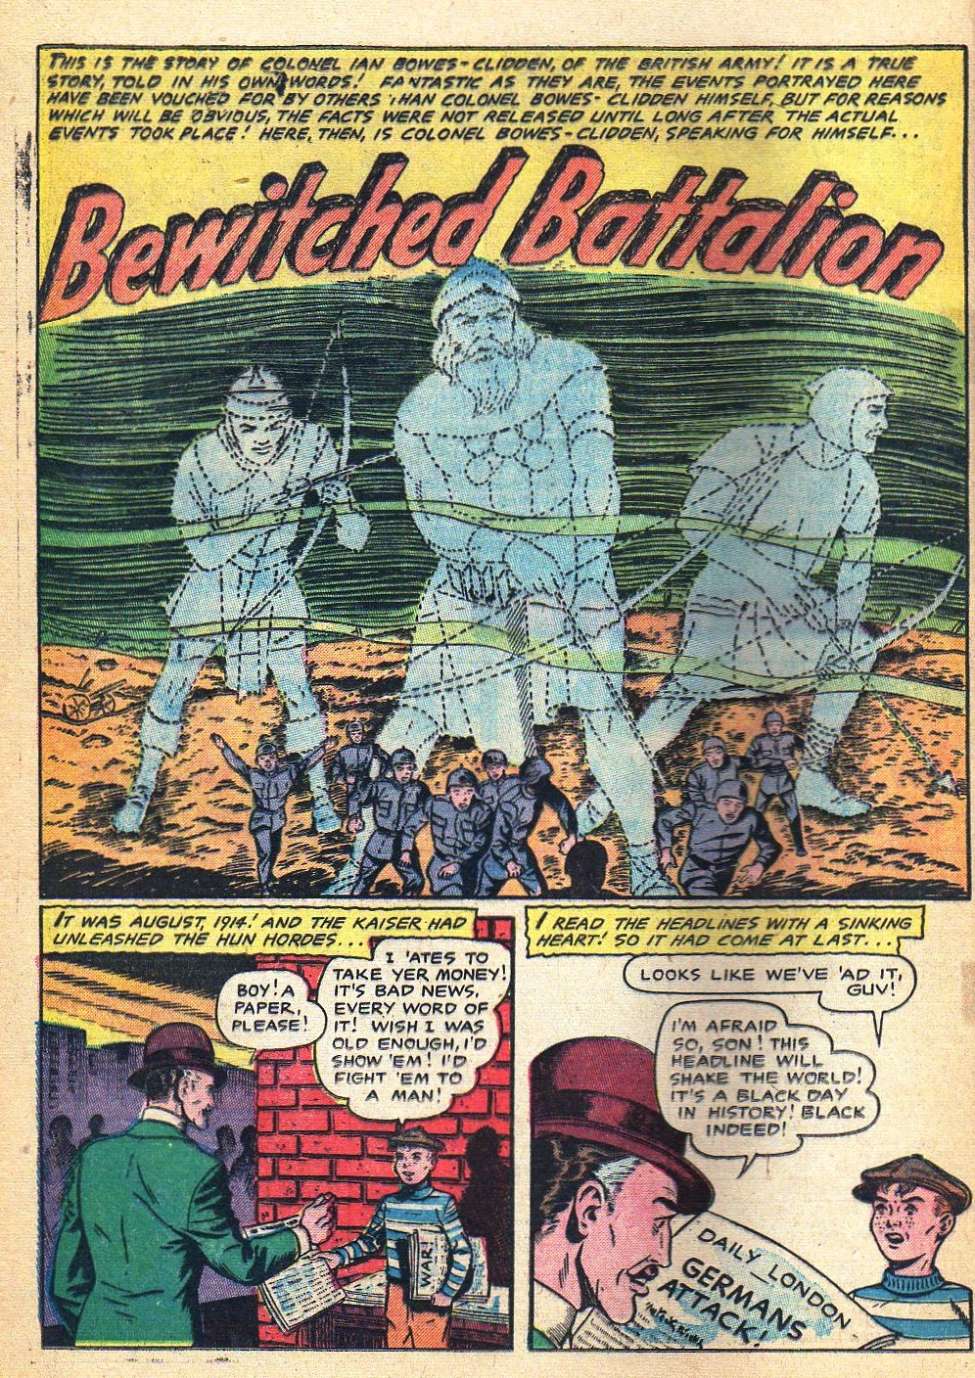 THIS IS THE STORY OF COLONEL IAN BOWES-CLIDDEN, OF THE BRITISH ARMY! IT IS A TRUE
STORY, TOLD IN HIS OWN WORDS! FANTASTIC AS THEY ARE, THE EVENTS PORTRAYED HERE
HAVE BEEN VOUCHED FOR BY OTHERS THAN COLONEL BOWES-CLIDDEN HIMSELF, BUT FOR REASONS
WHICH WILL BE OBVIOUS, THE FACTS WERE NOT RELEASED UNTIL LONG AFTER THE ACTUAL
EVENTS TOOK PLACE! HERE, THEN, IS COLONEL BOWES-CLIDDEN, SPEAKING FOR HIMSELF...
Bewitched Battalion
IT WAS AUGUST, 1914! AND THE KAISER HAD
UNLEASHED THE HUN HORDES...
BOY! A
PAPER,
PLEASE!
I 'ATES TO
TAKE YER MONEY!
IT'S BAD NEWS,
EVERY WORD OF
IT! WISH I WAS
OLD ENOUGH, I'D
SHOW 'EM! I'D
FIGHT 'EM TO
A MAN!
WAR!
I READ THE HEADLINES WITH A SINKING
HEART! SO IT HAD COME AT LAST...
LOOKS LIKE WE'VE 'AD IT,
GUV!
I'M AFRAID
SO, SON! THIS
HEADLINE WILL
SHAKE THE WORLD!
IT'S A BLACK DAY
IN HISTORY! BLACK
INDEED!
DAILY LONDON
GERMANS
ATTACK!